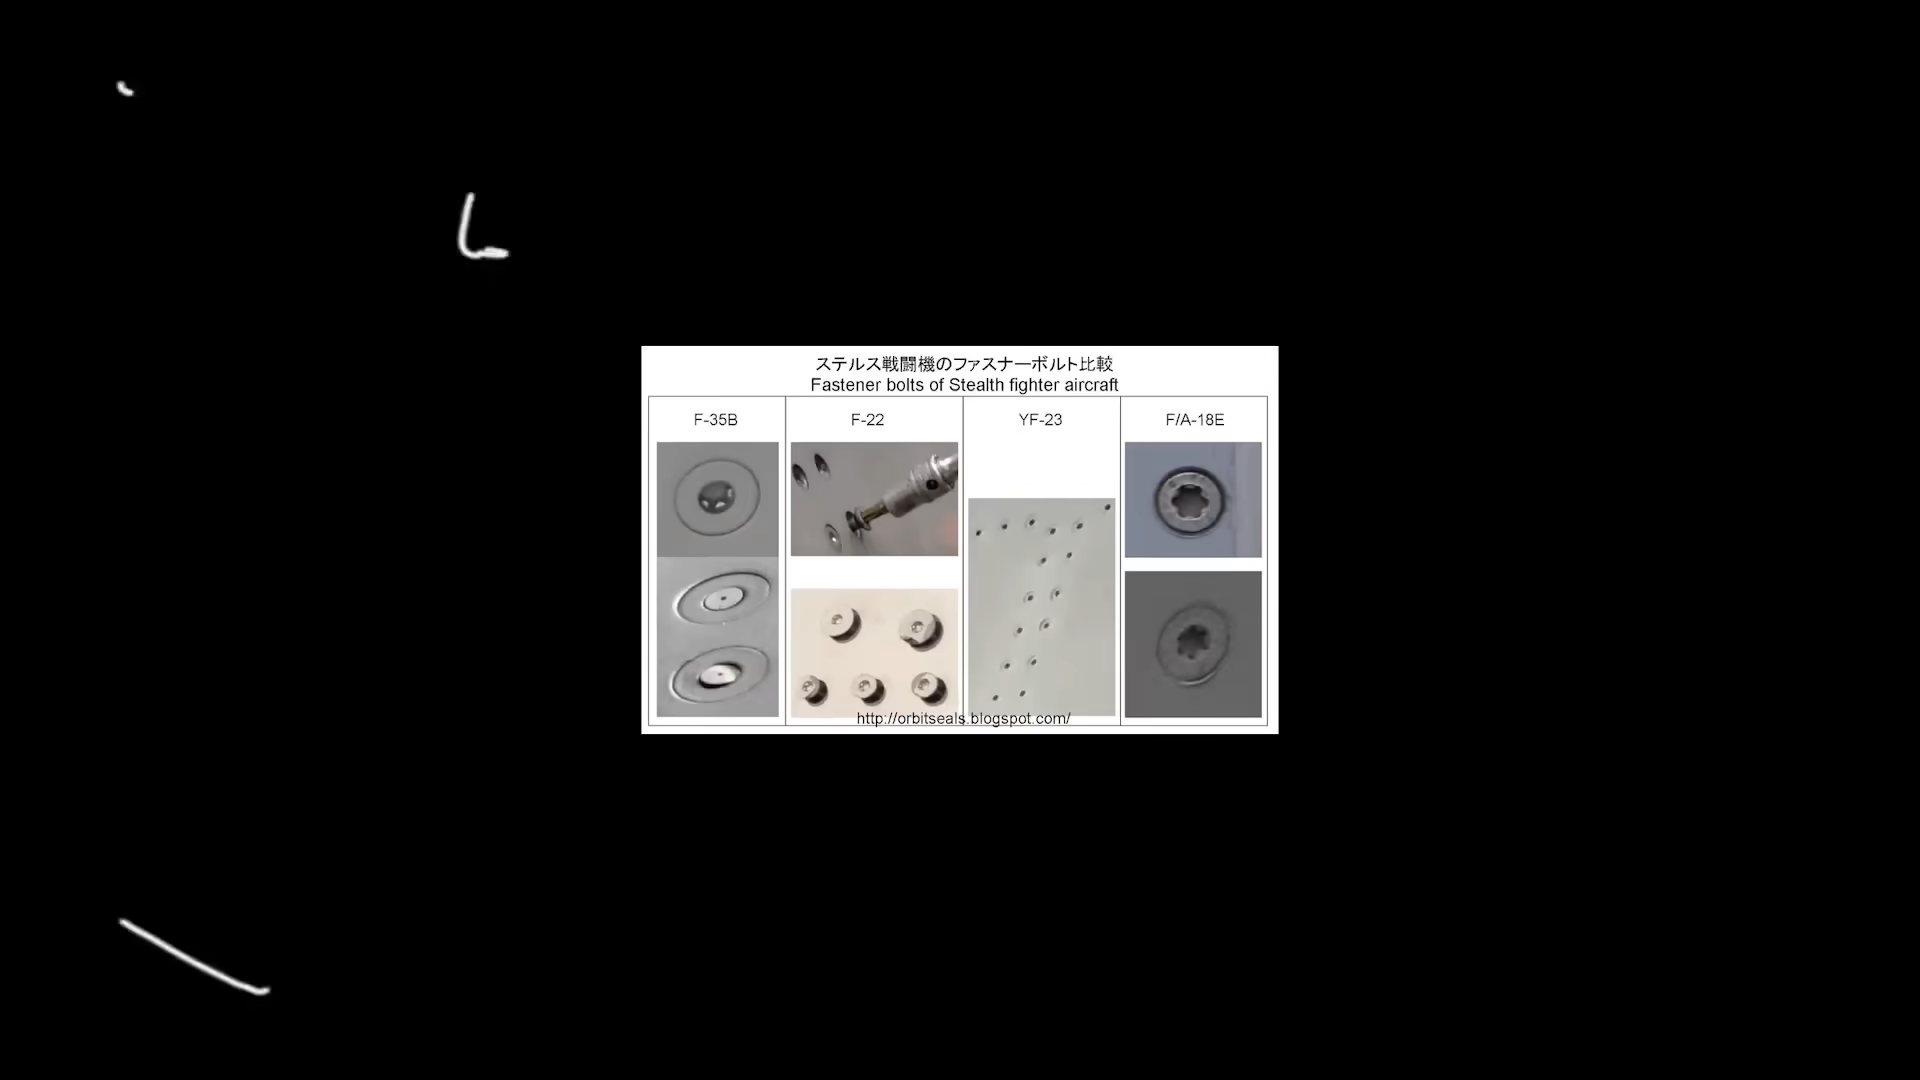 ステルス戦闘機のファスナーボルト比較
Fastener bolts of Stealth fighter aircraft
F-35B
F-22
YF-23
F/A-18E
http://orbitseals.blogspot.com/